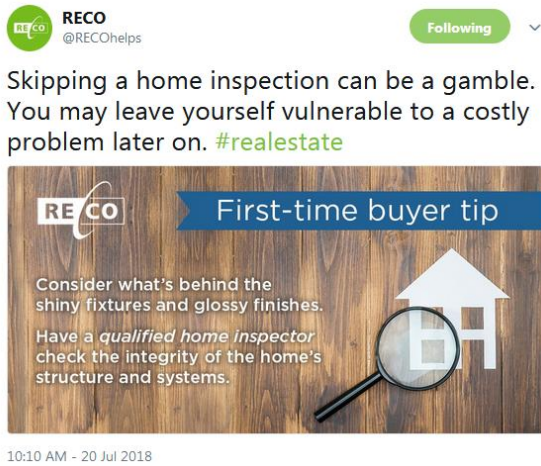 RECO
RECO
@RECOhelps
Following
Skipping a home inspection can be a gamble.
You may leave yourself vulnerable to a costly
problem later on. #realestate
RECO
First-time buyer tip
Consider what's behind the
shiny fixtures and glossy finishes.
Have a qualified home inspector
check the integrity of the home's
structure and systems.
10:10 AM - 20 Jul 2018